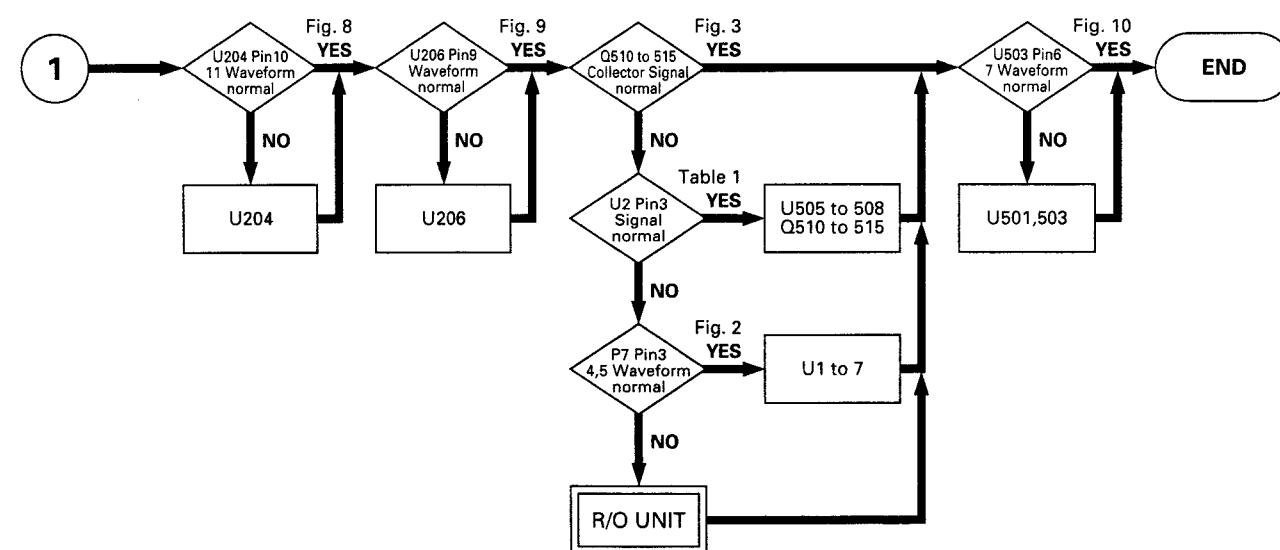 1
U204 Pin10
11 Waveform
normal
Fig. 8
YES
NO
U204
U206 Pin9
Waveform
normal
Fig. 9
YES
NO
U206
Q510 to 515
Collector Signal
normal
Fig. 3
YES
NO
U2 Pin3
Signal
normal
Table 1
YES
U505 to 508
Q510 to 515
NO
P7 Pin3
4,5 Waveform
normal
Fig. 2
YES
U1 to 7
NO
R/O UNIT
U503 Pin6
7 Waveform
normal
Fig. 10
YES
NO
U501,503
END